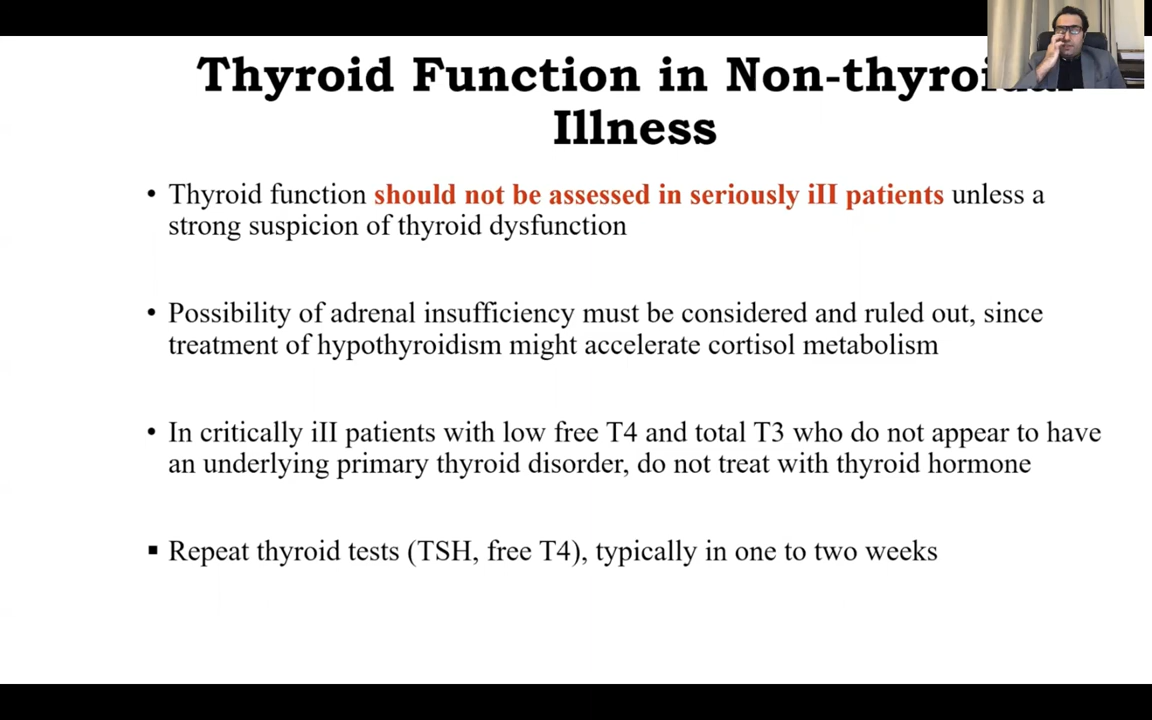 Thyroid Function in Non-thyroidal
Illness
• Thyroid function should not be assessed in seriously iII patients unless a
strong suspicion of thyroid dysfunction
• Possibility of adrenal insufficiency must be considered and ruled out, since
treatment of hypothyroidism might accelerate cortisol metabolism
• In critically iII patients with low free T4 and total T3 who do not appear to have
an underlying primary thyroid disorder, do not treat with thyroid hormone
▪ Repeat thyroid tests (TSH, free T4), typically in one to two weeks